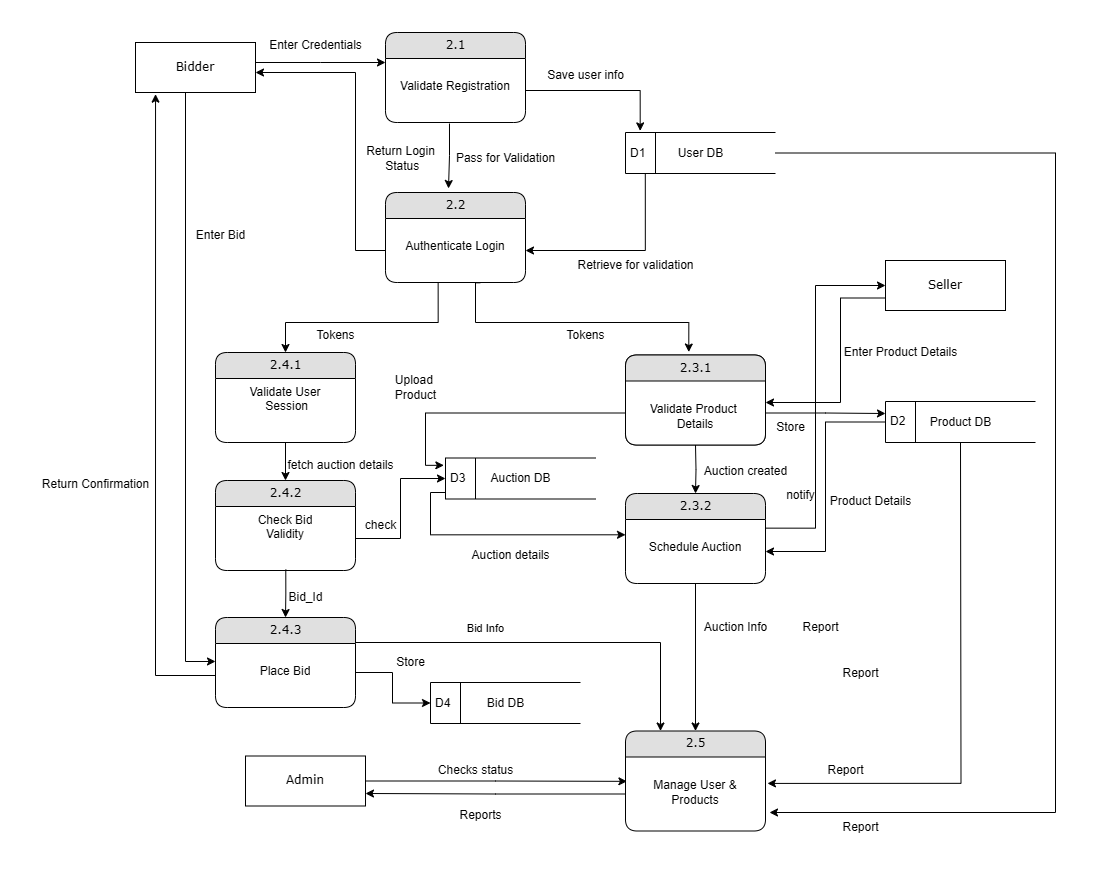 Enter Credentials
2.1
Bidder
Validate Registration
Save user info
Return Login
Status
Pass for Validation
D1
User DB
2.2
Authenticate Login
Enter Bid
Retrieve for validation
Seller
Tokens
Tokens
2.4.1
Validate User
Session
Upload
Product
2.3.1
Validate Product
Details
Enter Product Details
Store
D2
Product DB
fetch auction details
D3
Auction DB
Auction created
notify
Product Details
Return Confirmation
2.4.2
Check Bid
Validity
check
Auction details
2.3.2
Schedule Auction
Bid_Id
2.4.3
Place Bid
Bid Info
Auction Info
Report
Store
Report
D4
Bid DB
2.5
Manage User &
Products
Admin
Checks status
Reports
Report
Report